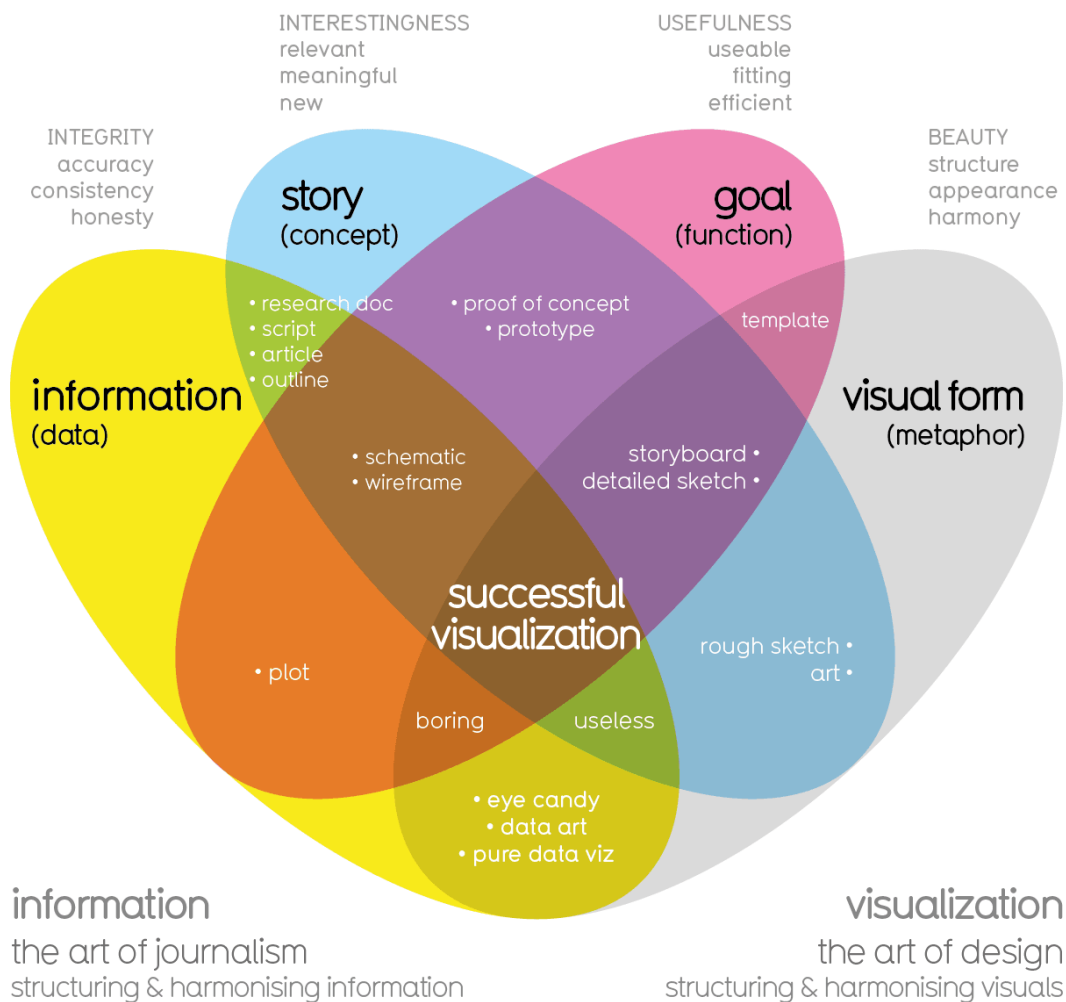 INTERESTINGNESS
relevant
meaningful
new
USEFULNESS
useable
fitting
efficient
INTEGRITY
accuracy
consistency
honesty
BEAUTY
structure
appearance
harmony
story
(concept)
goal
(function)
• research doc
• script
• article
• outline
• proof of concept
• prototype
template
information
(data)
visual form
(metaphor)
• schematic
• wireframe
storyboard •
detailed sketch •
successful
visualization
• plot
rough sketch •
art •
boring
useless
• eye candy
• data art
• pure data viz
information
the art of journalism
structuring & harmonising information
visualization
the art of design
structuring & harmonising visuals